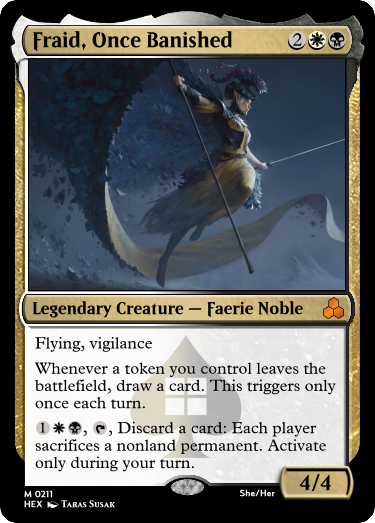 Fraid, Once Banished 2
Legendary Creature — Faerie Noble
Flying, vigilance
Whenever a token you control leaves the
battlefield, draw a card. This triggers only
once each turn.
1, , Discard a card: Each player
sacrifices a nonland permanent. Activate
only during your turn.
4/4
M 0211
HEX Taras Susak
She/Her